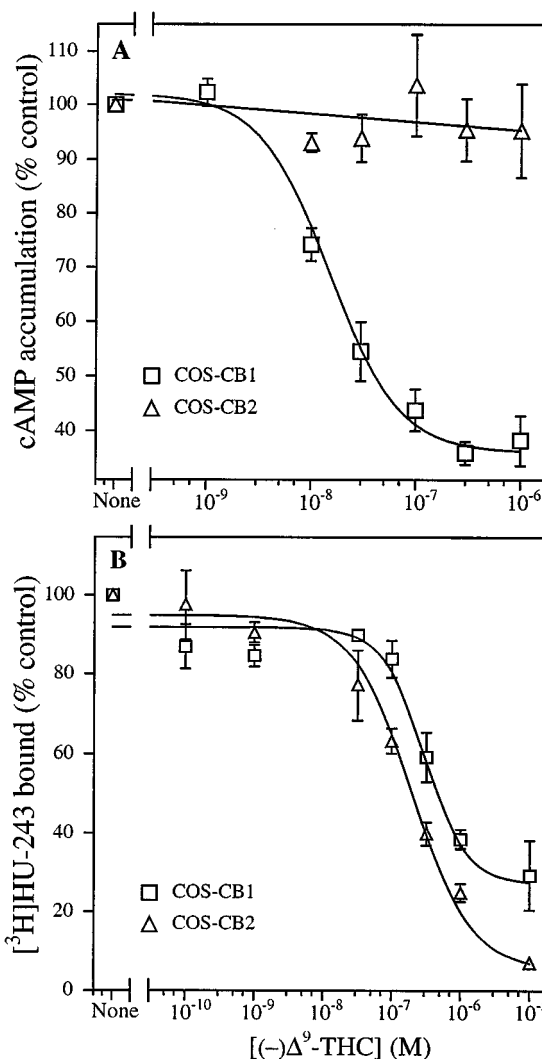 A
cAMP accumulation (% control)
110
100
90
80
70
60
50
40
COS-CB1
COS-CB2
None 10⁻⁹ 10⁻⁸ 10⁻⁷ 10⁻⁶
B
[³H]HU-243 bound (% control)
100
80
60
40
20
0
COS-CB1
COS-CB2
None 10⁻¹⁰ 10⁻⁹ 10⁻⁸ 10⁻⁷ 10⁻⁶
[(−)Δ⁹-THC] (M)